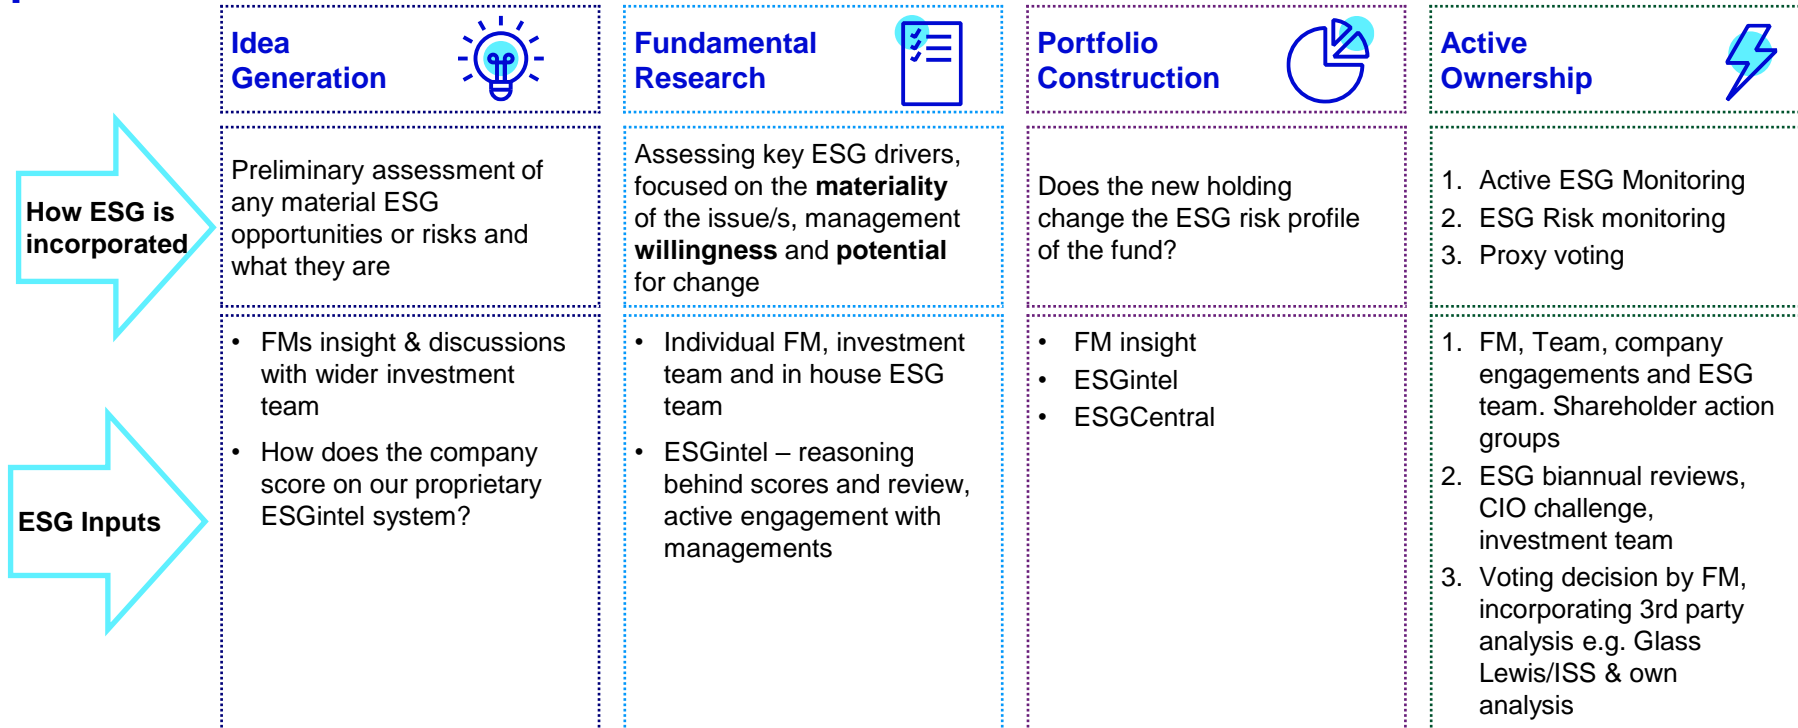 Idea
Generation
Fundamental
Research
Portfolio
Construction
Active
Ownership
How ESG is
incorporated
Preliminary assessment of
any material ESG
opportunities or risks and
what they are
Assessing key ESG drivers,
focused on the materiality
of the issue/s, management
willingness and potential
for change
Does the new holding
change the ESG risk profile
of the fund?
1. Active ESG Monitoring
2. ESG Risk monitoring
3. Proxy voting
ESG Inputs
• FMs insight & discussions
with wider investment
team
• How does the company
score on our proprietary
ESGintel system?
• Individual FM, investment
team and in house ESG
team
• ESGintel – reasoning
behind scores and review,
active engagement with
managements
• FM insight
• ESGintel
• ESGCentral
1. FM, Team, company
engagements and ESG
team. Shareholder action
groups
2. ESG biannual reviews,
CIO challenge,
investment team
3. Voting decision by FM,
incorporating 3rd party
analysis e.g. Glass
Lewis/ISS & own
analysis